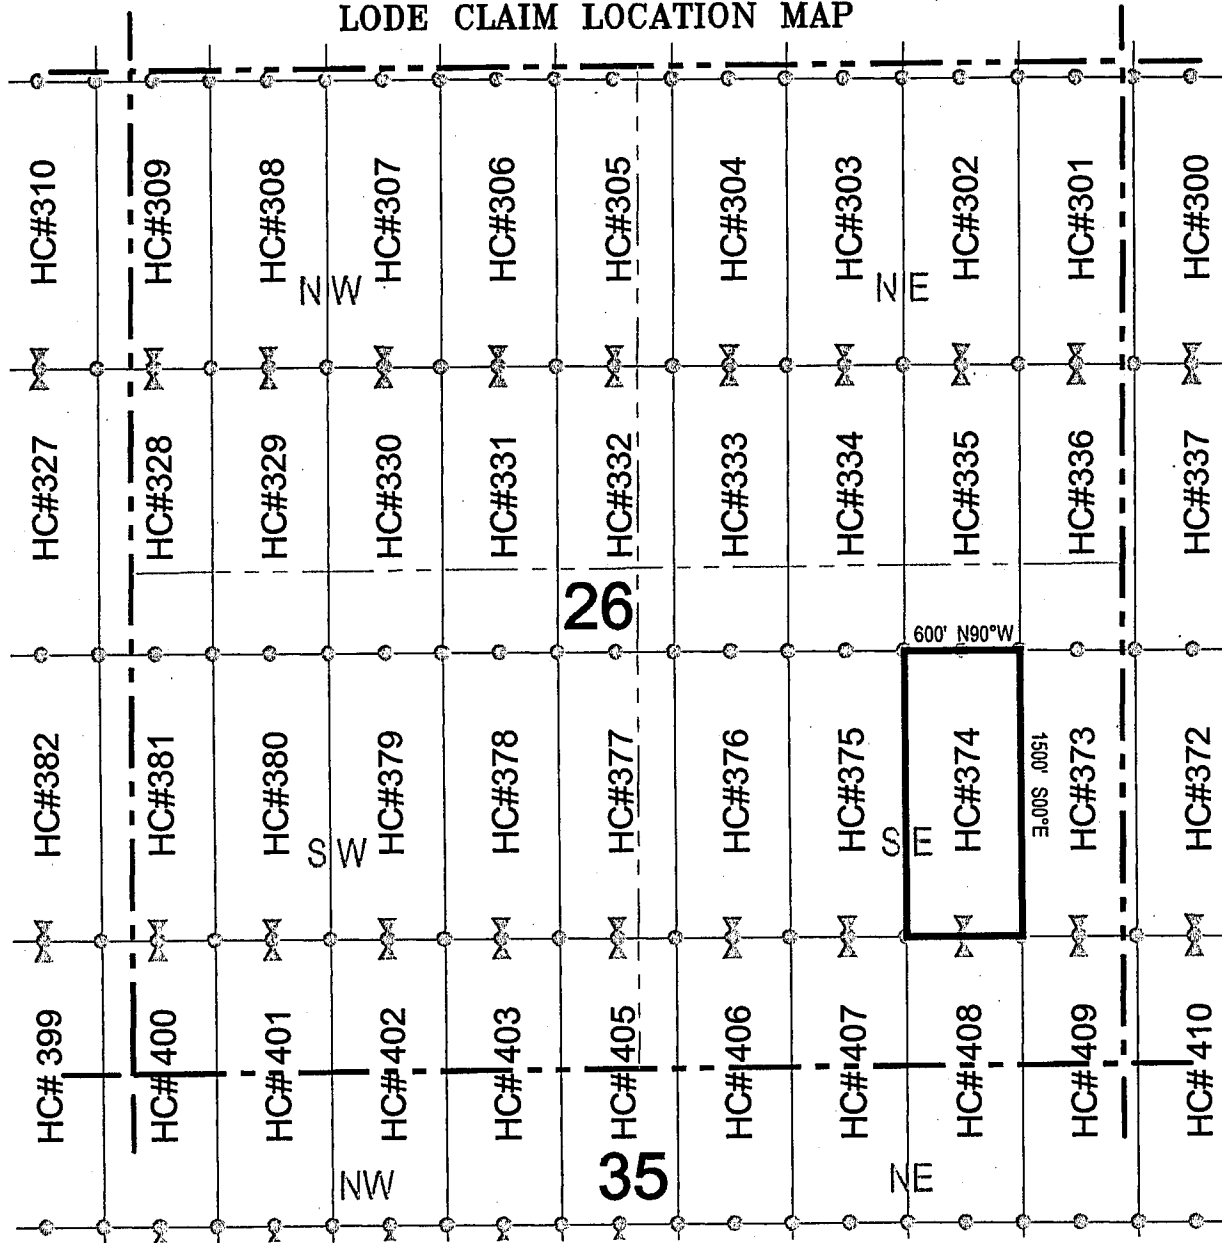 LODE CLAIM LOCATION MAP
HC#310 HC#309 HC#308 HC#307 HC#306 HC#305 HC#304 HC#303 HC#302 HC#301 HC#300
NW NE
HC#327 HC#328 HC#329 HC#330 HC#331 HC#332 HC#333 HC#334 HC#335 HC#336 HC#337
26
600' N90°W
HC#382 HC#381 HC#380 HC#379 HC#378 HC#377 HC#376 HC#375 HC#374 1500' S00°E HC#373 HC#372
SW SE
HC# 399 HC# 400 HC# 401 HC# 402 HC# 403 HC# 405 HC# 406 HC# 407 HC# 408 HC# 409 HC# 410
NW 35 NE